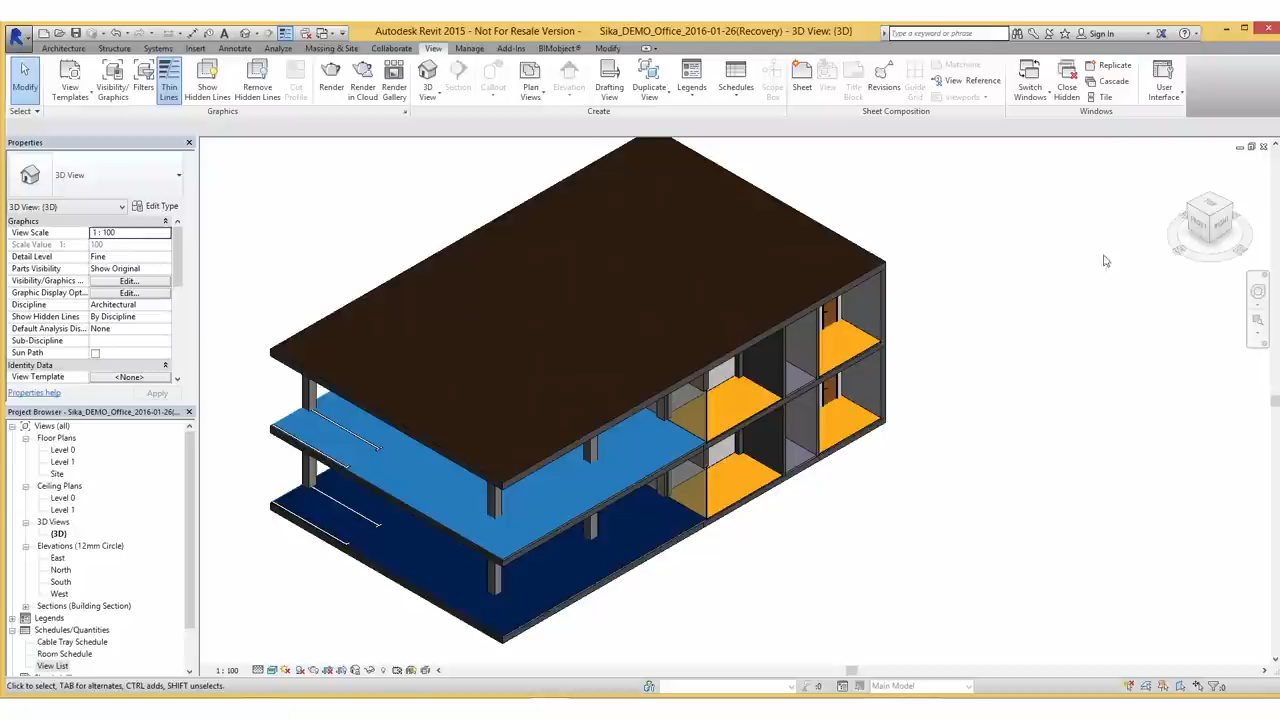 Autodesk Revit 2015 - Not For Resale Version - Sika_DEMO_Office_2016-01-26(Recovery) - 3D View: {3D}
Type a keyword or phrase
Sign In
Architecture Structure Systems Insert Annotate Analyze Massing & Site Collaborate View Manage Add-Ins BIMobject® Modify
Modify
View Templates
Visibility/ Graphics
Filters
Thin Lines
Show Hidden Lines
Remove Hidden Lines
Cut Profile
Render
Render in Cloud
Render Gallery
3D View
Section
Callout
Plan Views
Elevation
Drafting View
Duplicate View
Legends
Schedules
Scope Box
Sheet
View
Title Block
Revisions
Guide Grid
Matchline
View Reference
Viewports
Switch Windows
Close Hidden
Replicate
Cascade
Tile
User Interface
Select Graphics Create Sheet Composition Windows
Properties
3D View
3D View: {3D} Edit Type
Graphics
View Scale 1 : 100
Scale Value 1: 100
Detail Level Fine
Parts Visibility Show Original
Visibility/Graphics ... Edit...
Graphic Display Opt... Edit...
Discipline Architectural
Show Hidden Lines By Discipline
Default Analysis Dis... None
Sub-Discipline
Sun Path
Identity Data
View Template <None>
Properties help Apply
Project Browser - Sika_DEMO_Office_2016-01-26(...
Views (all)
Floor Plans
Level 0
Level 1
Site
Ceiling Plans
Level 0
Level 1
3D Views
{3D}
Elevations (12mm Circle)
East
North
South
West
Sections (Building Section)
Legends
Schedules/Quantities
Cable Tray Schedule
Room Schedule
View List
TOP
FRONT
RIGHT
1 : 100
Click to select, TAB for alternates, CTRL adds, SHIFT unselects.
:0
Main Model
:0